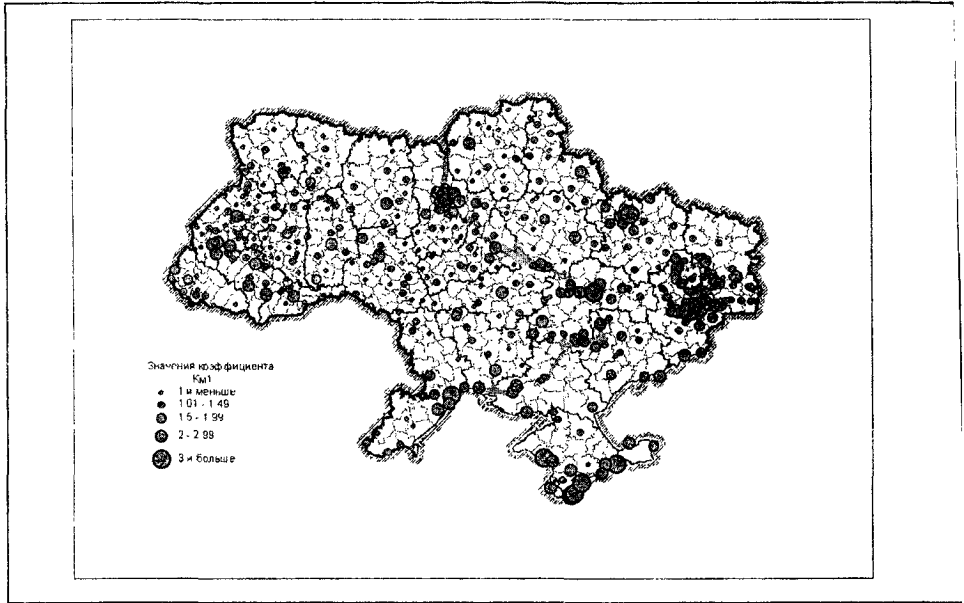 Значения коэффициента
Км1
1 и меньше
1 01 - 1 49
1 5 - 1 99
2 - 2 99
3 и больше